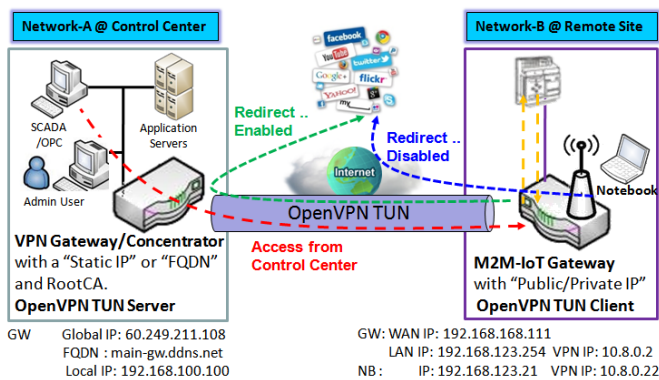 Network-A @ Control Center
Network-B @ Remote Site
facebook
YouTube
twitter
Google+
flickr
YAHOO!
my
SCADA
/OPC
Application
Servers
Admin User
Redirect ..
Enabled
Redirect ..
Disabled
Internet
Notebook
OpenVPN TUN
Access from
Control Center
VPN Gateway/Concentrator
with a “Static IP” or “FQDN”
and RootCA.
OpenVPN TUN Server
M2M-IoT Gateway
with “Public/Private IP”
OpenVPN TUN Client
GW Global IP: 60.249.211.108
FQDN : main-gw.ddns.net
Local IP: 192.168.100.100
GW: WAN IP: 192.168.168.111
LAN IP: 192.168.123.254 VPN IP: 10.8.0.2
NB : IP: 192.168.123.21 VPN IP: 10.8.0.22